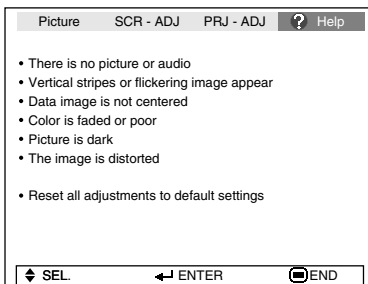 Picture SCR - ADJ PRJ - ADJ ? Help
• There is no picture or audio
• Vertical stripes or flickering image appear
• Data image is not centered
• Color is faded or poor
• Picture is dark
• The image is distorted
• Reset all adjustments to default settings
SEL. ENTER END